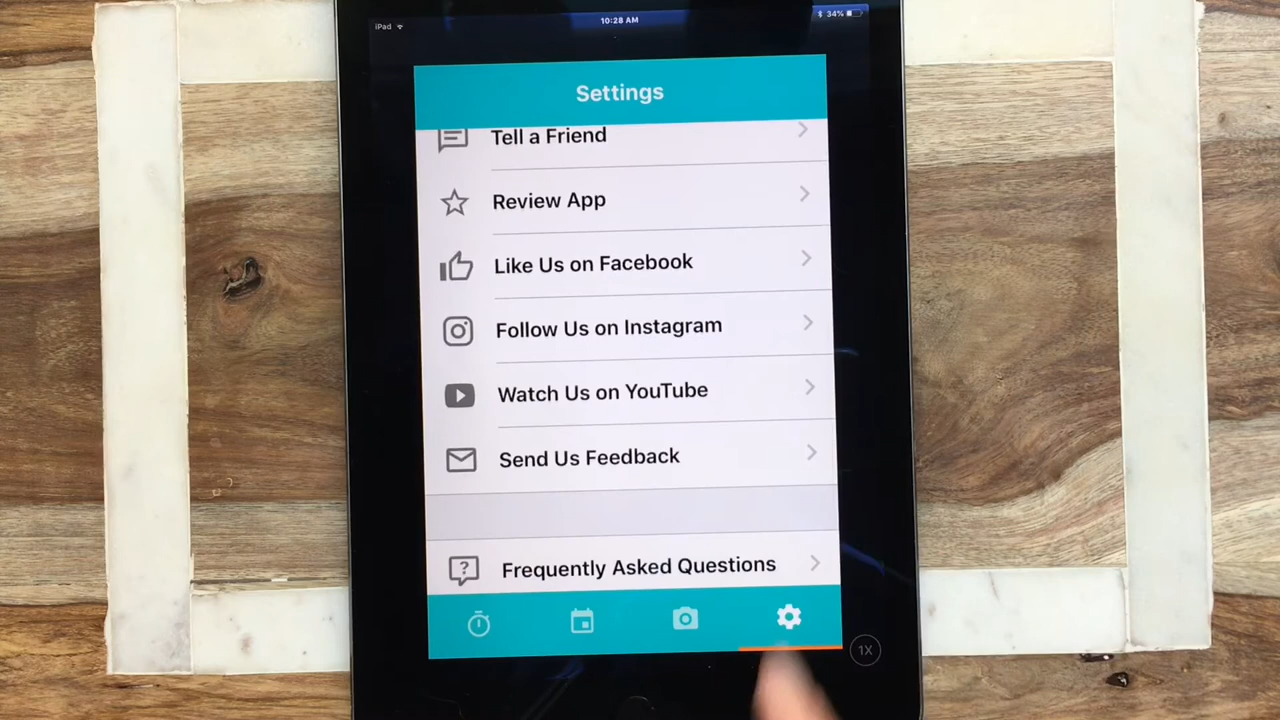 iPad
10:28 AM
34%
Settings
Tell a Friend
Review App
Like Us on Facebook
Follow Us on Instagram
Watch Us on YouTube
Send Us Feedback
?
Frequently Asked Questions
1X